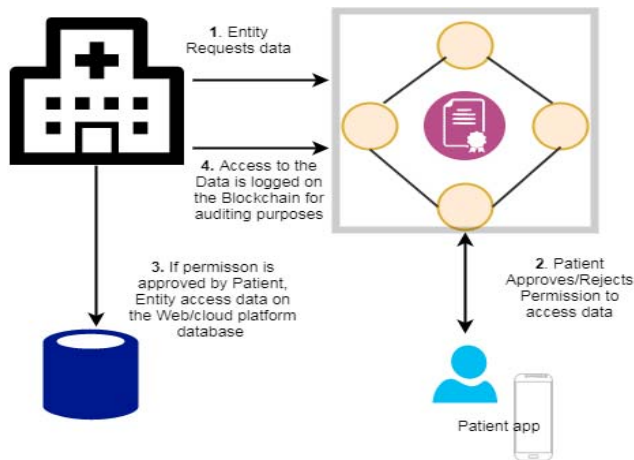 1. Entity
Requests data
4. Access to the
Data is logged on
the Blockchain for
auditing purposes
3. If permisson is
approved by Patient,
Entity access data on
the Web/cloud platform
database
2. Patient
Approves/Rejects
Permission to
access data
Patient app